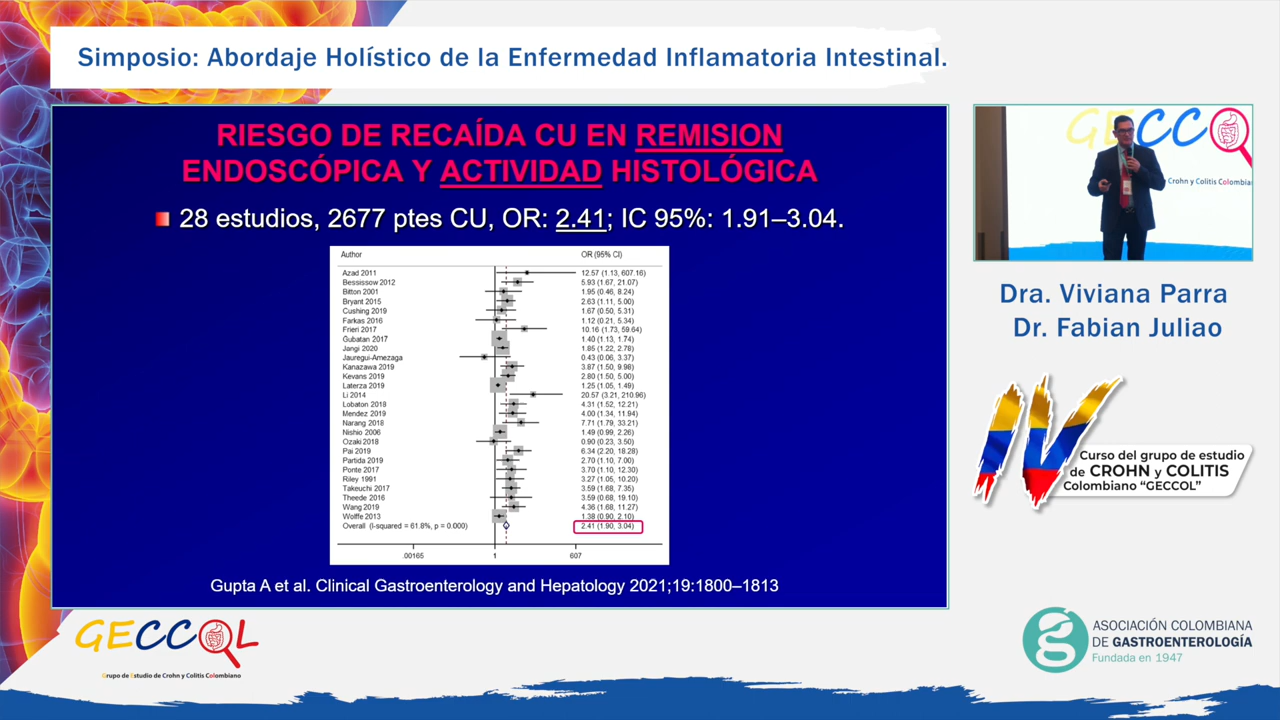 Simposio: Abordaje Holístico de la Enfermedad Inflamatoria Intestinal.
RIESGO DE RECAÍDA CU EN REMISION
ENDOSCÓPICA Y ACTIVIDAD HISTOLÓGICA
28 estudios, 2677 ptes CU, OR: 2.41; IC 95%: 1.91–3.04.
Author OR (95% CI)
Azad 2011 12.57 (1.13, 607.16)
Bessissow 2012 5.93 (1.67, 21.07)
Bitton 2001 1.95 (0.46, 8.24)
Bryant 2015 2.63 (1.11, 5.00)
Cushing 2019 1.67 (0.50, 5.31)
Farkas 2016 1.12 (0.21, 5.34)
Frieri 2017 10.16 (1.73, 59.64)
Gubatan 2017 1.40 (1.13, 1.74)
Jangi 2020 1.85 (1.22, 2.78)
Jauregui-Amezaga 0.43 (0.06, 3.37)
Kanazawa 2019 3.87 (1.50, 9.98)
Kevans 2019 2.80 (1.50, 5.00)
Laterza 2019 1.25 (1.05, 1.49)
Li 2014 20.57 (3.21, 210.96)
Lobaton 2018 4.31 (1.52, 12.21)
Mendez 2019 4.00 (1.34, 11.94)
Narang 2018 7.71 (1.79, 33.21)
Nishio 2006 1.49 (0.99, 2.26)
Ozaki 2018 0.90 (0.23, 3.50)
Pai 2019 6.34 (2.20, 18.28)
Partida 2019 2.70 (1.10, 7.00)
Ponte 2017 3.70 (1.10, 12.30)
Riley 1991 3.27 (1.05, 10.20)
Takeuchi 2017 3.59 (1.68, 7.35)
Theede 2016 3.59 (0.68, 19.10)
Wang 2019 4.36 (1.68, 11.27)
Wolffe 2013 1.38 (0.90, 2.10)
Overall (I-squared = 61.8%, p = 0.000) 2.41 (1.90, 3.04)
.00165 1 607
Gupta A et al. Clinical Gastroenterology and Hepatology 2021;19:1800–1813
GECC
Crohn y Colitis Colombia
Dra. Viviana Parra
Dr. Fabian Juliao
IV
Curso del grupo de estudio
de CROHN y COLITIS
Colombiano “GECCOL”
GECCOL
Grupo de Estudio de Crohn y Colitis Colombiano
ASOCIACIÓN COLOMBIANA
DE GASTROENTEROLOGÍA
Fundada en 1947